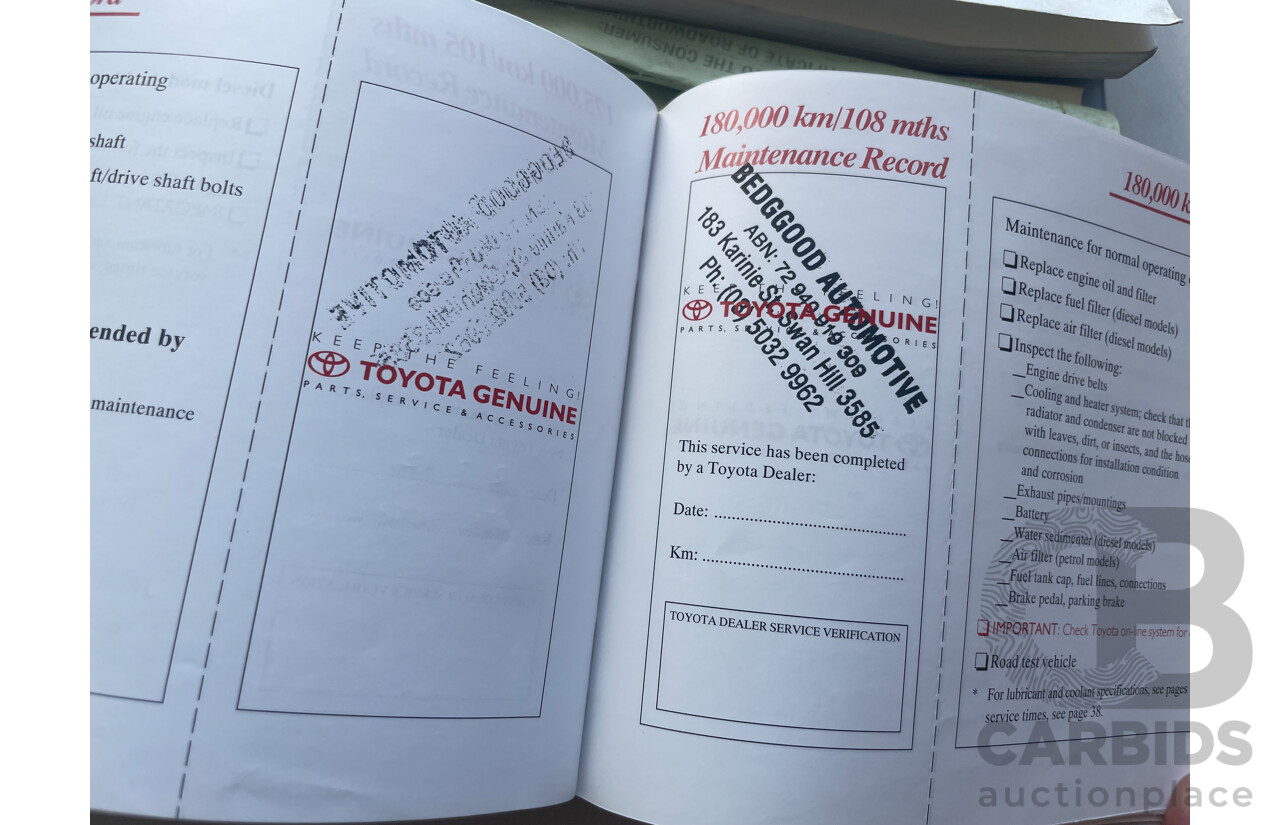 operating
shaft
ft/drive shaft bolts
ended by
maintenance
KEEP THE FEELING!
TOYOTA GENUINE
PARTS, SERVICE & ACCESSORIES
180,000 km/108 mths
Maintenance Record
BEDGGOOD AUTOMOTIVE
ABN: 72 949 919 309
183 Karinie St, Swan Hill 3585
Ph: (03) 5032 9962
KEEP THE FEELING!
TOYOTA GENUINE
PARTS, SERVICE & ACCESSORIES
This service has been completed
by a Toyota Dealer:
Date:
Km:
TOYOTA DEALER SERVICE VERIFICATION
180,000 k
Maintenance for normal operating
Replace engine oil and filter
Replace fuel filter (diesel models)
Replace air filter (diesel models)
Inspect the following:
Engine drive belts
Cooling and heater system; check that t
radiator and condenser are not blocked
with leaves, dirt, or insects, and the hose
connections for installation condition
and corrosion
Exhaust pipes/mountings
Battery
Water sedimenter (diesel models)
Air filter (petrol models)
Fuel tank cap, fuel lines, connections
Brake pedal, parking brake
IMPORTANT: Check Toyota on-line system for
Road test vehicle
* For lubricant and coolant specifications, see pages
service times, see page 38.
CARBIDS
auctionplace